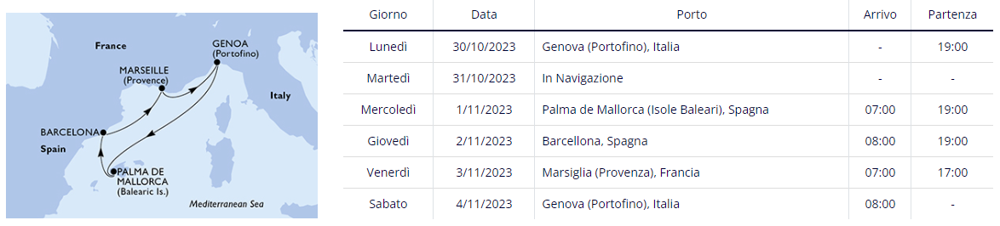 France
GENOA
(Portofino)
MARSEILLE
(Provence)
Italy
BARCELONA
Spain
PALMA DE
MALLORCA
(Balearic Is.)
Mediterranean Sea
Giorno Data Porto Arrivo Partenza
Lunedì 30/10/2023 Genova (Portofino), Italia - 19:00
Martedì 31/10/2023 In Navigazione - -
Mercoledì 1/11/2023 Palma de Mallorca (Isole Baleari), Spagna 07:00 19:00
Giovedì 2/11/2023 Barcellona, Spagna 08:00 19:00
Venerdì 3/11/2023 Marsiglia (Provenza), Francia 07:00 17:00
Sabato 4/11/2023 Genova (Portofino), Italia 08:00 -